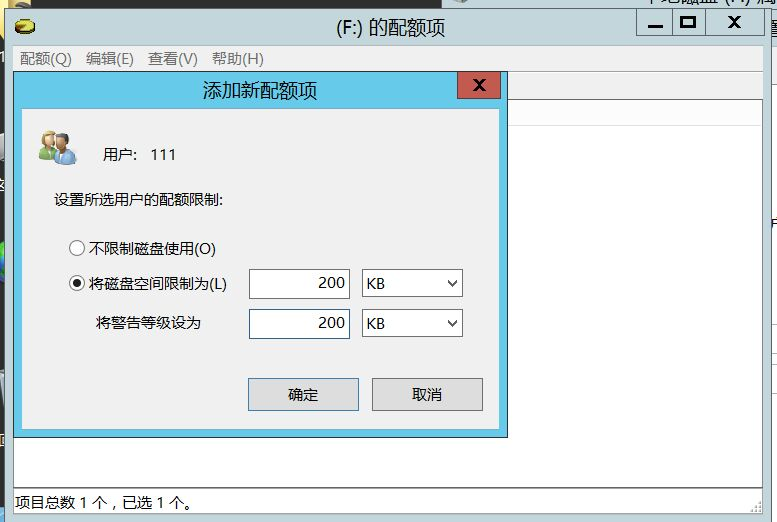 (F:) 的配额项
配额(Q) 编辑(E) 查看(V) 帮助(H)
添加新配额项
用户: 111
设置所选用户的配额限制:
不限制磁盘使用(O)
将磁盘空间限制为(L) 200 KB
将警告等级设为 200 KB
确定 取消
项目总数 1 个，已选 1 个。